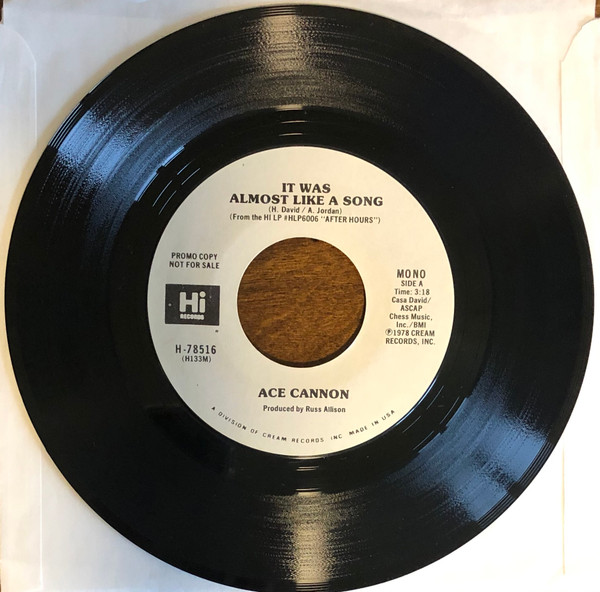 IT WAS
ALMOST LIKE A SONG
(H. David / A. Jordan)
(From the HI LP #HLP6006 "AFTER HOURS")
PROMO COPY
NOT FOR SALE
Hi
RECORDS
H-78516
(H133M)
MONO
SIDE A
Time: 3:18
Casa David/
ASCAP
Chess Music,
Inc./BMI
℗1978 CREAM
RECORDS, INC.
ACE CANNON
Produced by Russ Allison
A DIVISION OF CREAM RECORDS, INC. MADE IN USA